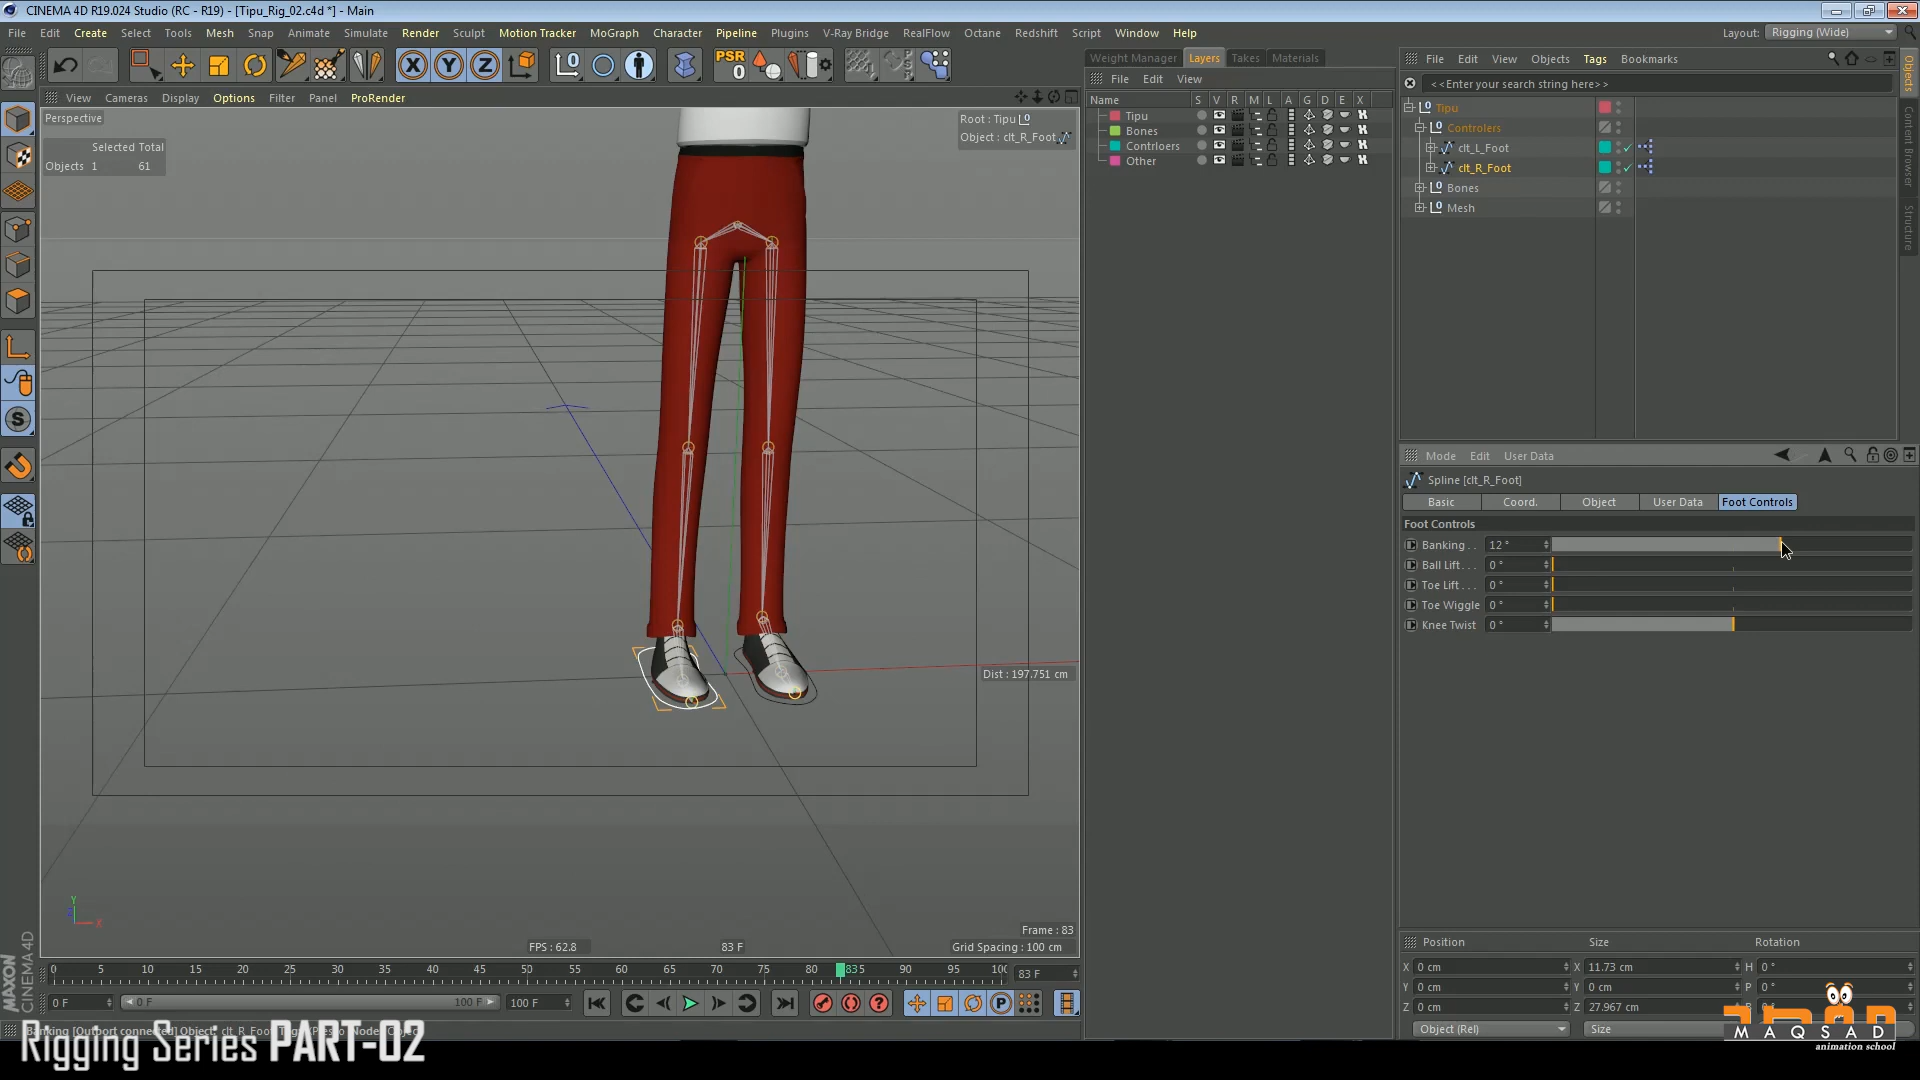 CINEMA 4D R19.024 Studio (RC - R19) - [Tipu_Rig_02.c4d *] - Main
File Edit Create Select Tools Mesh Snap Animate Simulate Render Sculpt Motion Tracker MoGraph Character Pipeline Plugins V-Ray Bridge RealFlow Octane Redshift Script Window Help
Layout: Rigging (Wide)
X Y Z PSR 0
View Cameras Display Options Filter Panel ProRender
Perspective
Selected Total
Objects 1 61
Root : Tipu
Object : clt_R_Foot
Dist : 197.751 cm
Frame : 83
FPS : 62.8
83 F
Grid Spacing : 100 cm
Y
X
Weight Manager Layers Takes Materials
File Edit View
Name S V R M L A G D E X
Tipu
Bones
Contrloers
Other
File Edit View Objects Tags Bookmarks
<<Enter your search string here>>
Tipu
Controlers
clt_L_Foot
clt_R_Foot
Bones
Mesh
Objects
Content Browser
Structure
Mode Edit User Data
Spline [clt_R_Foot]
Basic Coord. Object User Data Foot Controls
Foot Controls
Banking . . 12 °
Ball Lift . . . 0 °
Toe Lift . . . 0 °
Toe Wiggle 0 °
Knee Twist 0 °
Position Size Rotation
X 0 cm X 11.73 cm H 0 °
Y 0 cm Y 0 cm P 0 °
Z 0 cm Z 27.967 cm
Object (Rel) Size
0 5 10 15 20 25 30 35 40 45 50 55 60 65 70 75 80 835 90 95 100 83 F
0 F 0 F 100 F 100 F
MAXON
CINEMA 4D
Rigging Series PART-02
MAQSAD
animation school